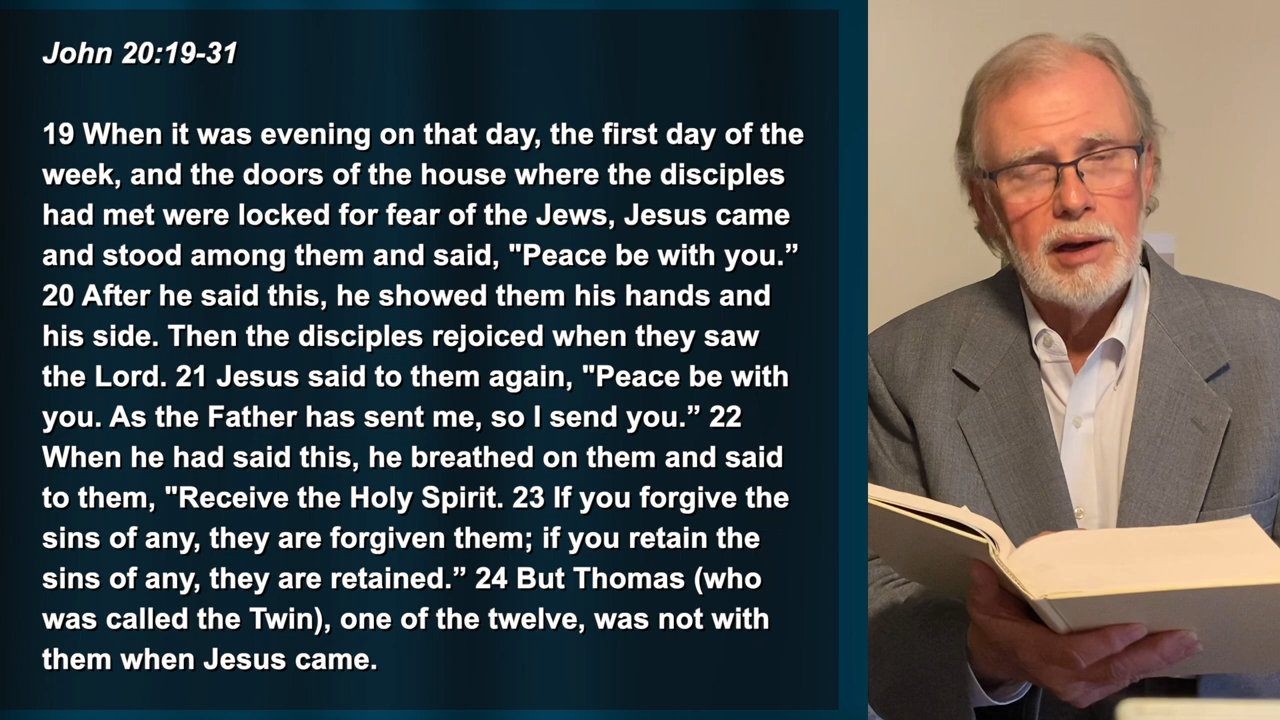 John 20:19-31
19 When it was evening on that day, the first day of the
week, and the doors of the house where the disciples
had met were locked for fear of the Jews, Jesus came
and stood among them and said, "Peace be with you.”
20 After he said this, he showed them his hands and
his side. Then the disciples rejoiced when they saw
the Lord. 21 Jesus said to them again, "Peace be with
you. As the Father has sent me, so I send you.” 22
When he had said this, he breathed on them and said
to them, "Receive the Holy Spirit. 23 If you forgive the
sins of any, they are forgiven them; if you retain the
sins of any, they are retained.” 24 But Thomas (who
was called the Twin), one of the twelve, was not with
them when Jesus came.